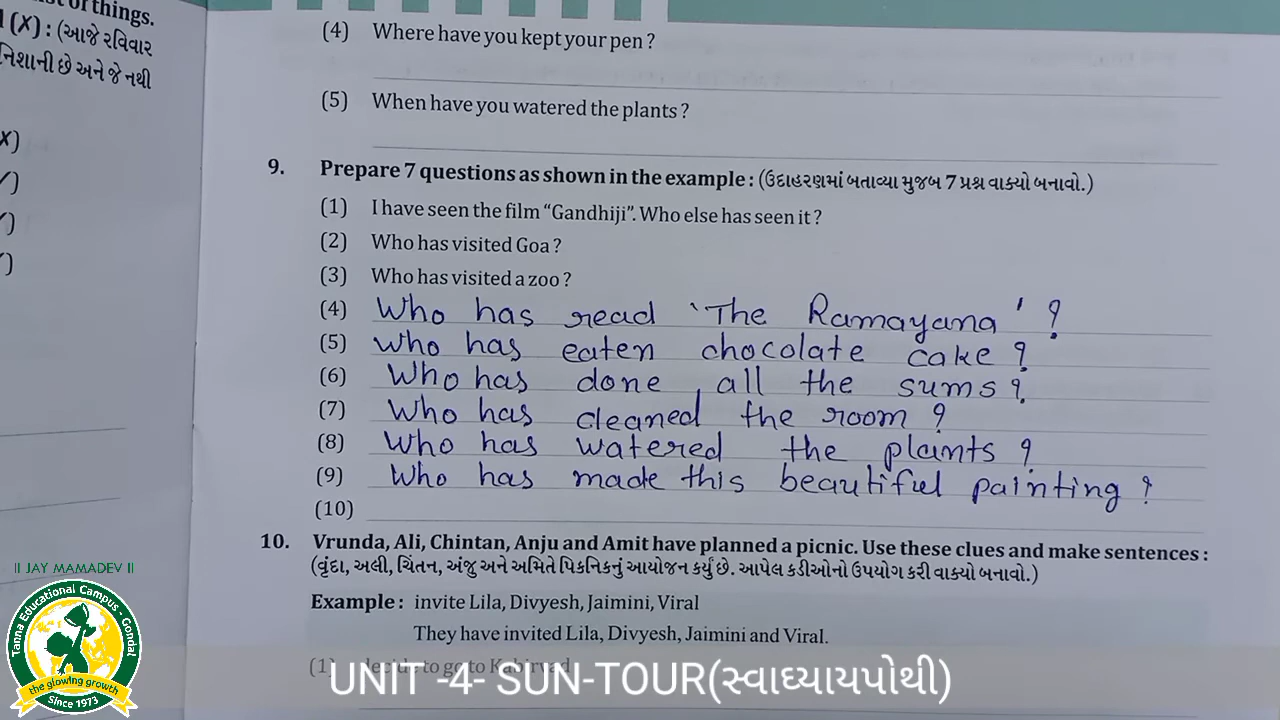 of things.
(X) : (આજે રવિવાર
નિશાની છે અને જે નથી
X)
(4) Where have you kept your pen ?
(5) When have you watered the plants ?
9. Prepare 7 questions as shown in the example : (ઉદાહરણમાં બતાવ્યા મુજબ 7 પ્રશ્ન વાક્યો બનાવો.)
(1) I have seen the film “Gandhiji”. Who else has seen it ?
(2) Who has visited Goa ?
(3) Who has visited a zoo ?
(4) Who has read 'The Ramayana' ?
(5) who has eaten chocolate cake ?
(6) Who has done all the sums ?
(7) Who has cleaned the room ?
(8) Who has watered the plants ?
(9) Who has made this beautiful painting ?
(10)
10. Vrunda, Ali, Chintan, Anju and Amit have planned a picnic. Use these clues and make sentences :
(વૃંદા, અલી, ચિંતન, અંજુ અને અમિતે પિકનિકનું આયોજન કર્યું છે. આપેલ કડીઓનો ઉપયોગ કરી વાક્યો બનાવો.)
Example : invite Lila, Divyesh, Jaimini, Viral
They have invited Lila, Divyesh, Jaimini and Viral.
(1) decide to go to Kabirvad
UNIT -4- SUN-TOUR(સ્વાધ્યાયપોથી)
॥ JAY MAMADEV ॥
Tanna Educational Campus - Gondal
the glowing growth
Since 1973